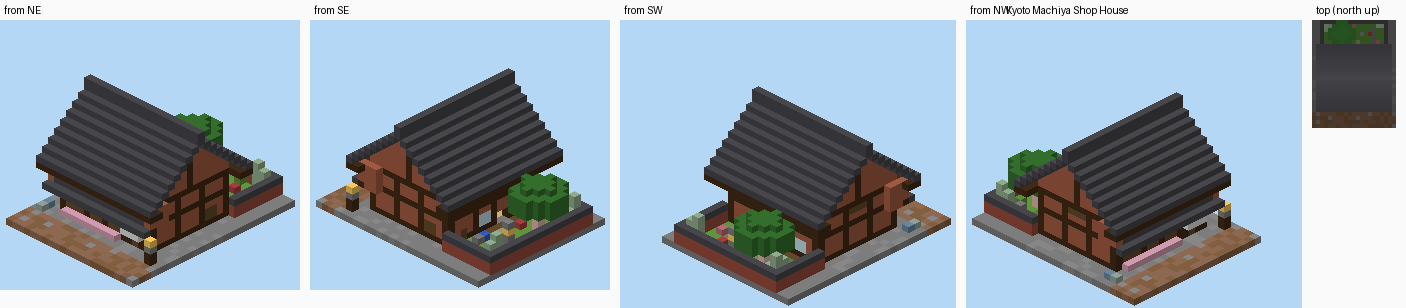 from NE
from SE
from SW
from NW
Kyoto Machiya Shop House
top (north up)